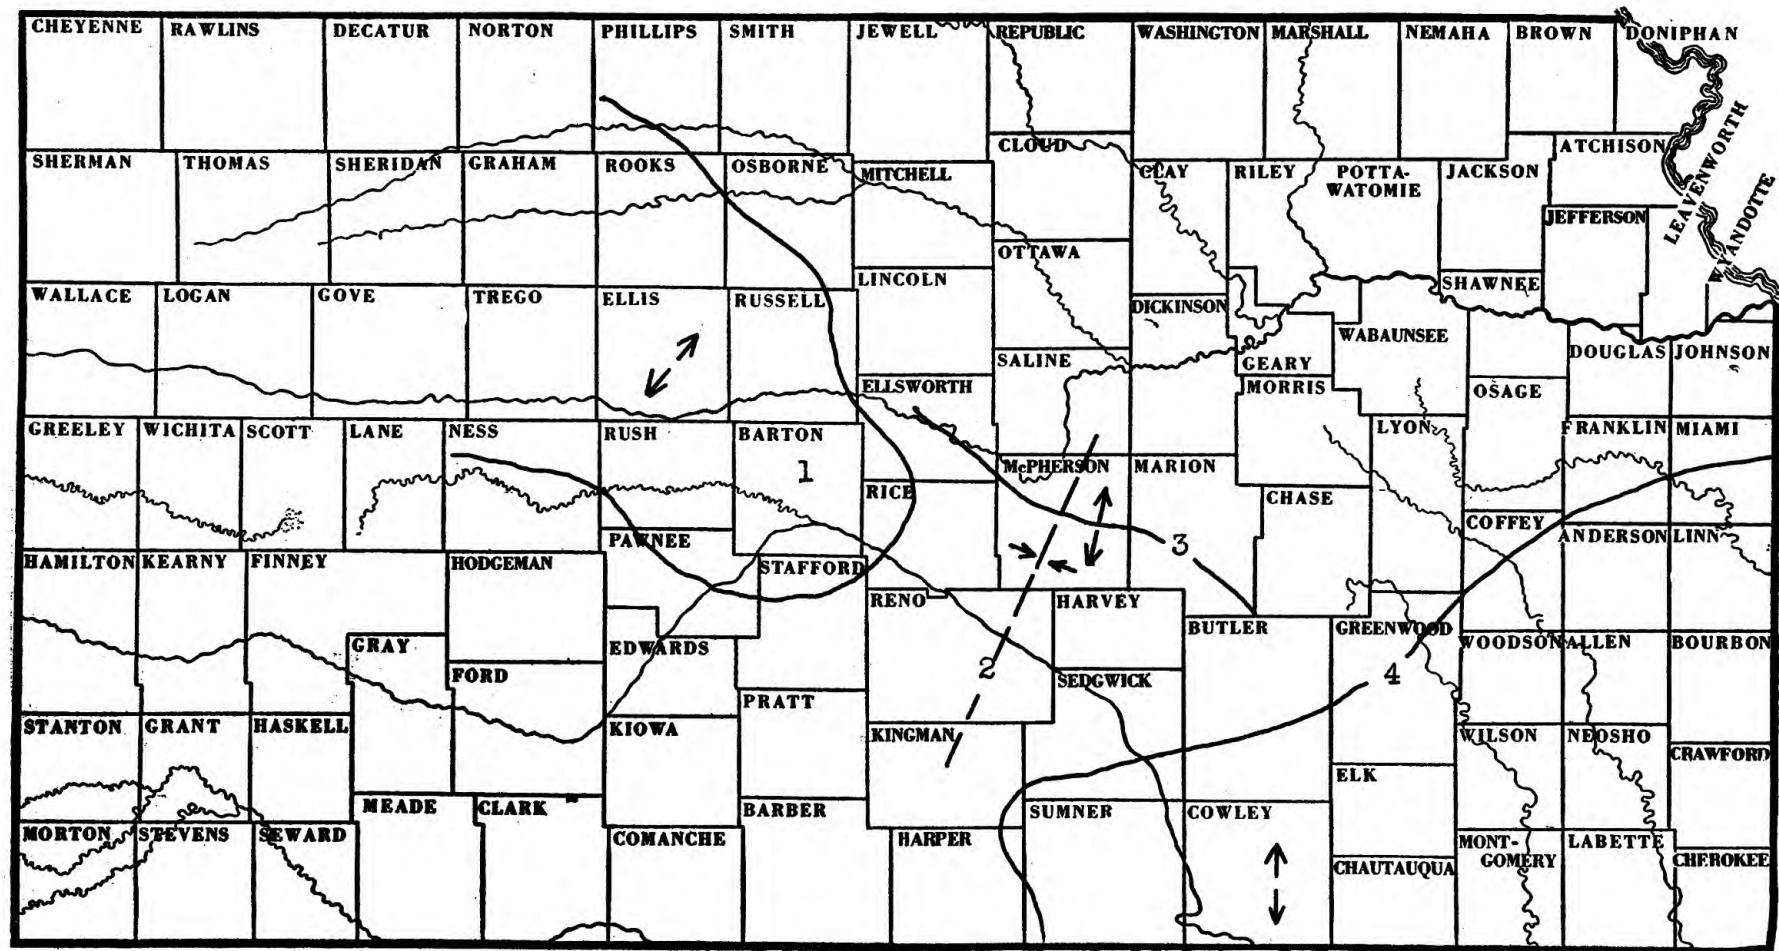 CHEYENNE RAWLINS DECATUR NORTON PHILLIPS SMITH JEWELL REPUBLIC WASHINGTON MARSHALL NEMAHA BROWN DONIPHAN
SHERMAN THOMAS SHERIDAN GRAHAM ROOKS OSBORNE MITCHELL CLOUD CLAY RILEY POTTA-
WATOMIE JACKSON ATCHISON
LEAVENWORTH
WYANDOTTE
JEFFERSON
OTTAWA
WALLACE LOGAN GOVE TREGO ELLIS RUSSELL LINCOLN DICKINSON SHAWNEE
WABAUNSEE
SALINE GEARY DOUGLAS JOHNSON
ELLSWORTH MORRIS OSAGE
GREELEY WICHITA SCOTT LANE NESS RUSH BARTON LYON FRANKLIN MIAMI
1
McPHERSON MARION
RICE CHASE
COFFEY
3
PAWNEE ANDERSON LINN
HAMILTON KEARNY FINNEY HODGEMAN STAFFORD
RENO HARVEY
BUTLER GREENWOOD
GRAY EDWARDS WOODSON ALLEN BOURBON
FORD 2 SEDGWICK 4
PRATT
STANTON GRANT HASKELL KIOWA KINGMAN WILSON NEOSHO
CRAWFORD
ELK
MEADE CLARK BARBER SUMNER COWLEY
MORTON STEVENS SEWARD COMANCHE HARPER MONT-
GOMERY LABETTE
CHAUTAUQUA CHEROKEE